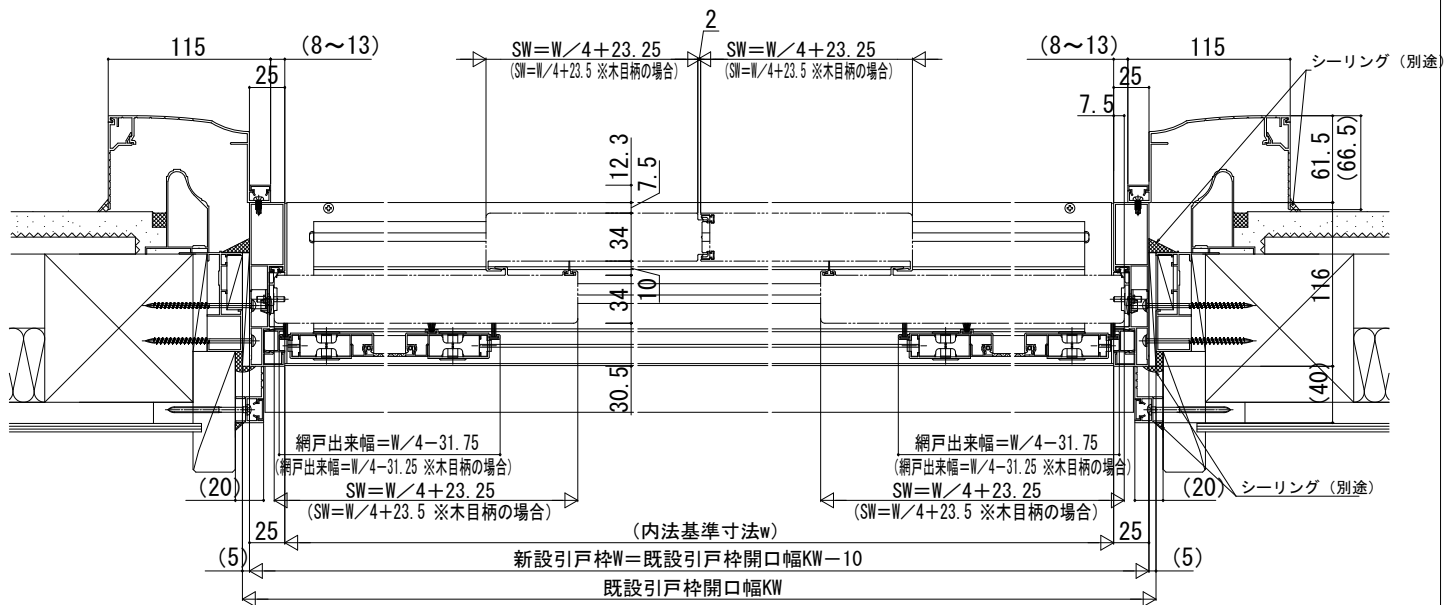 2
115
(8～13)
SW=W/4+23.25
SW=W/4+23.25
(8～13)
115
(SW=W/4+23.5 ※木目柄の場合)
(SW=W/4+23.5 ※木目柄の場合)
シーリング（別途）
25
25
7.5
12.3
7.5
61.5
(66.5)
34
34
10
116
30.5
(40)
網戸出来幅=W/4-31.75
網戸出来幅=W/4-31.75
(網戸出来幅=W/4-31.25 ※木目柄の場合)
(網戸出来幅=W/4-31.25 ※木目柄の場合)
(20)
SW=W/4+23.25
SW=W/4+23.25
(20)
シーリング（別途）
(SW=W/4+23.5 ※木目柄の場合)
(SW=W/4+23.5 ※木目柄の場合)
25
(内法基準寸法w)
25
(5)
新設引戸枠W=既設引戸枠開口幅KW-10
(5)
既設引戸枠開口幅KW